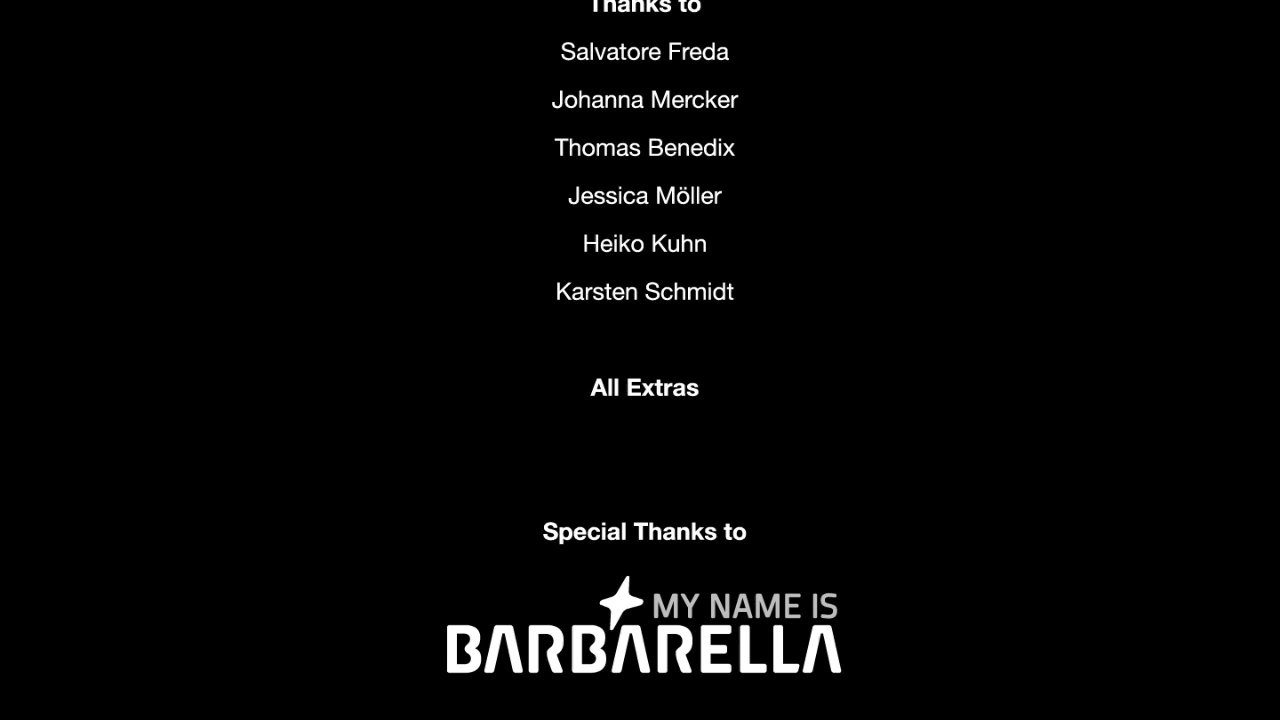 Thanks to
Salvatore Freda
Johanna Mercker
Thomas Benedix
Jessica Möller
Heiko Kuhn
Karsten Schmidt
All Extras
Special Thanks to
MY NAME IS
BARBARELLA